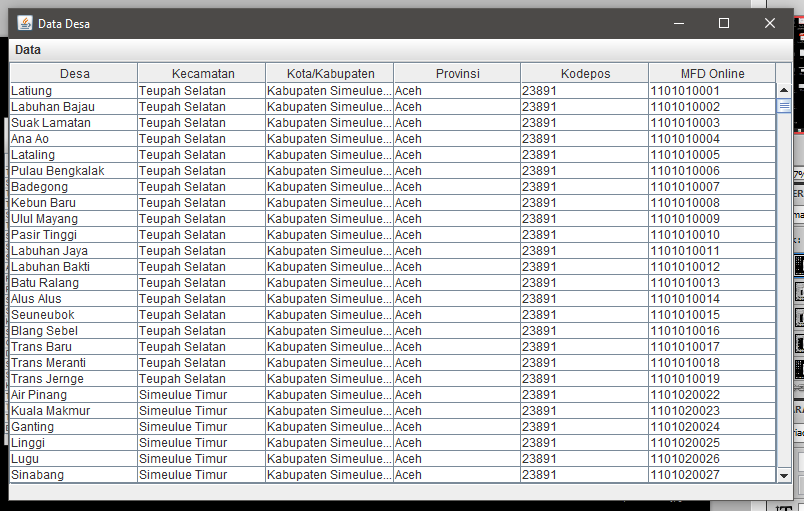 Data Desa
Data
Desa Kecamatan Kota/Kabupaten Provinsi Kodepos MFD Online
Latiung Teupah Selatan Kabupaten Simeulue... Aceh 23891 1101010001
Labuhan Bajau Teupah Selatan Kabupaten Simeulue... Aceh 23891 1101010002
Suak Lamatan Teupah Selatan Kabupaten Simeulue... Aceh 23891 1101010003
Ana Ao Teupah Selatan Kabupaten Simeulue... Aceh 23891 1101010004
Lataling Teupah Selatan Kabupaten Simeulue... Aceh 23891 1101010005
Pulau Bengkalak Teupah Selatan Kabupaten Simeulue... Aceh 23891 1101010006
Badegong Teupah Selatan Kabupaten Simeulue... Aceh 23891 1101010007
Kebun Baru Teupah Selatan Kabupaten Simeulue... Aceh 23891 1101010008
Ulul Mayang Teupah Selatan Kabupaten Simeulue... Aceh 23891 1101010009
Pasir Tinggi Teupah Selatan Kabupaten Simeulue... Aceh 23891 1101010010
Labuhan Jaya Teupah Selatan Kabupaten Simeulue... Aceh 23891 1101010011
Labuhan Bakti Teupah Selatan Kabupaten Simeulue... Aceh 23891 1101010012
Batu Ralang Teupah Selatan Kabupaten Simeulue... Aceh 23891 1101010013
Alus Alus Teupah Selatan Kabupaten Simeulue... Aceh 23891 1101010014
Seuneubok Teupah Selatan Kabupaten Simeulue... Aceh 23891 1101010015
Blang Sebel Teupah Selatan Kabupaten Simeulue... Aceh 23891 1101010016
Trans Baru Teupah Selatan Kabupaten Simeulue... Aceh 23891 1101010017
Trans Meranti Teupah Selatan Kabupaten Simeulue... Aceh 23891 1101010018
Trans Jernge Teupah Selatan Kabupaten Simeulue... Aceh 23891 1101010019
Air Pinang Simeulue Timur Kabupaten Simeulue... Aceh 23891 1101020022
Kuala Makmur Simeulue Timur Kabupaten Simeulue... Aceh 23891 1101020023
Ganting Simeulue Timur Kabupaten Simeulue... Aceh 23891 1101020024
Linggi Simeulue Timur Kabupaten Simeulue... Aceh 23891 1101020025
Lugu Simeulue Timur Kabupaten Simeulue... Aceh 23891 1101020026
Sinabang Simeulue Timur Kabupaten Simeulue... Aceh 23891 1101020027